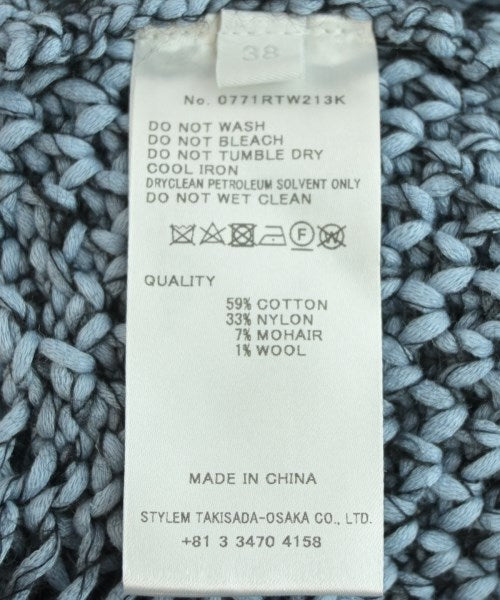 38
No. 0771RTW213K
DO NOT WASH
DO NOT BLEACH
DO NOT TUMBLE DRY
COOL IRON
DRYCLEAN PETROLEUM SOLVENT ONLY
DO NOT WET CLEAN
F W
QUALITY
59% COTTON
33% NYLON
7% MOHAIR
1% WOOL
MADE IN CHINA
STYLEM TAKISADA-OSAKA CO., LTD.
+81 3 3470 4158